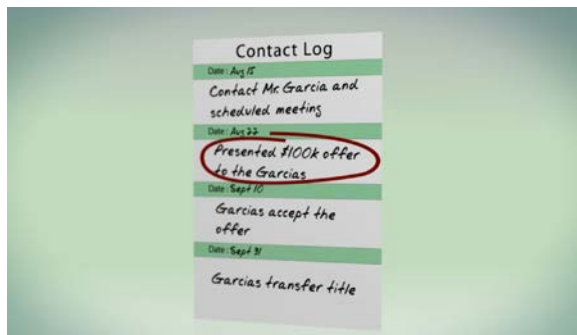 Contact Log
Date: Aug 15
Contact Mr. Garcia and
scheduled meeting
Date: Aug 22
Presented $100k offer
to the Garcias
Date: Sept 10
Garcias accept the
offer
Date: Sept 31
Garcias transfer title